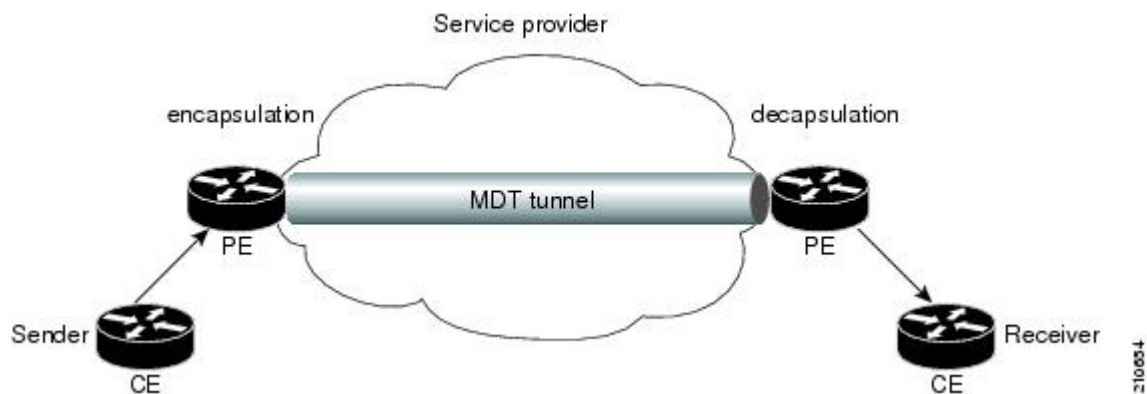 Service provider
encapsulation
decapsulation
MDT tunnel
PE
PE
Sender
Receiver
CE
CE
210654